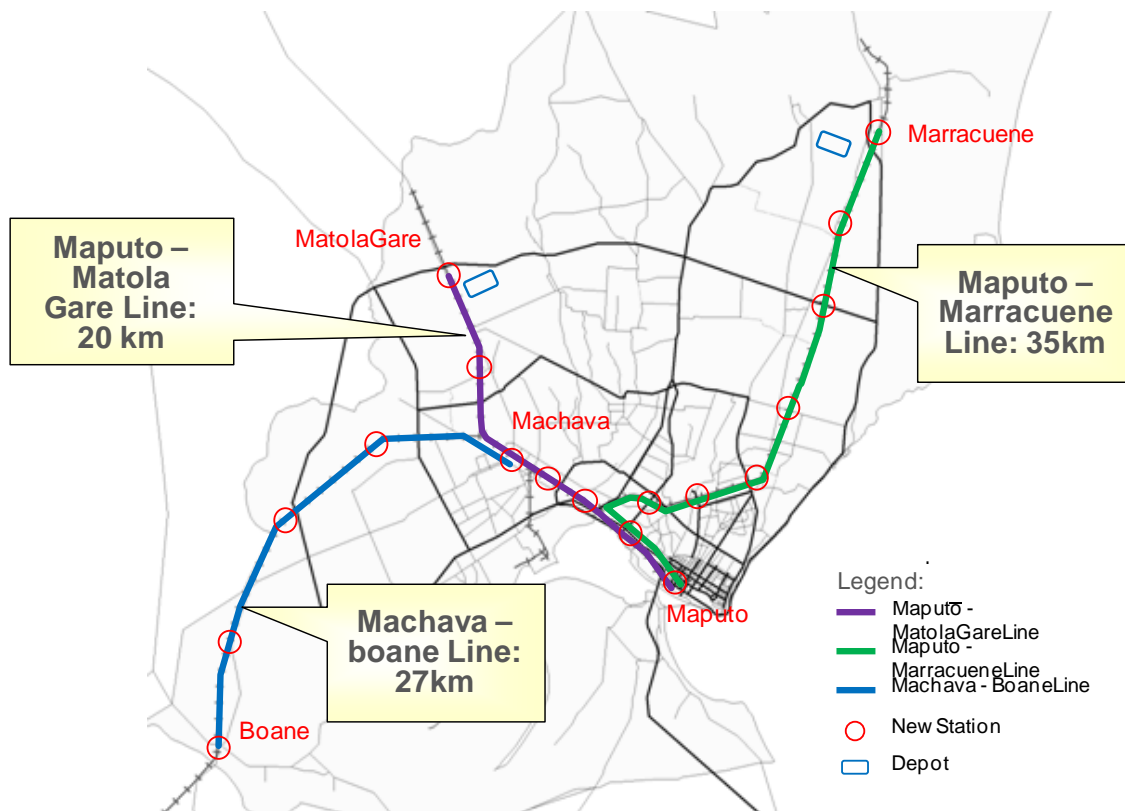 Marracuene
MatolaGare
Maputo –
Matola
Gare Line:
20 km
Maputo –
Marracuene
Line: 35km
Machava
Machava –
boane Line:
27km
Maputo
Boane
Legend:
Maputo -
MatolaGareLine
Maputo -
MarracueneLine
Machava - BoaneLine
New Station
Depot